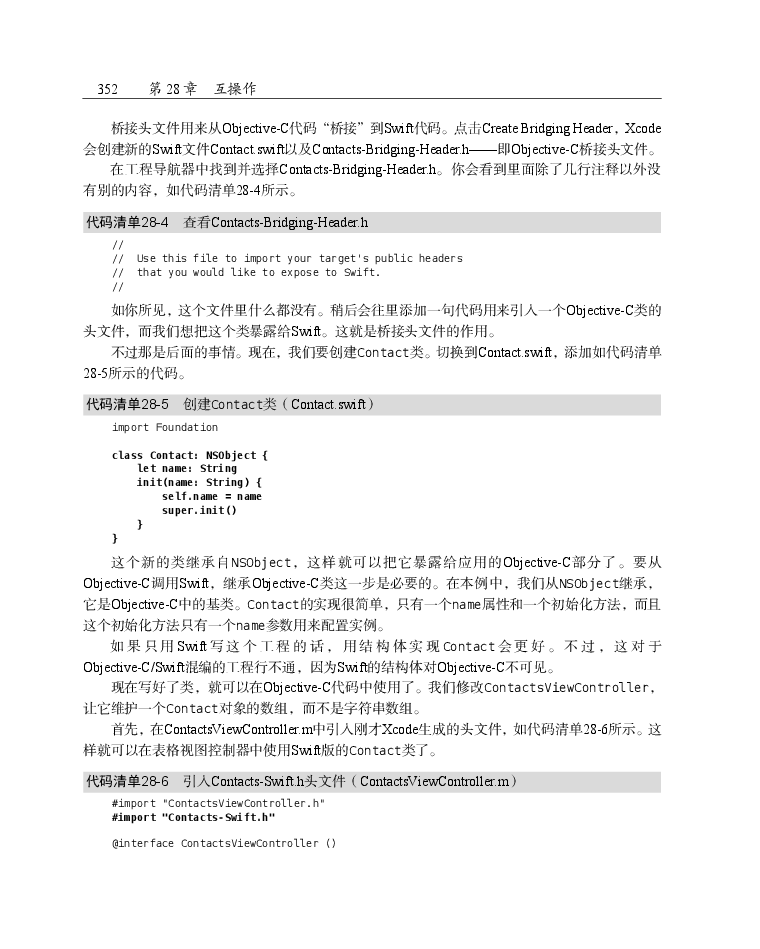 352 第 28 章 互操作
桥接头文件用来从Objective-C代码“桥接”到Swift代码。点击Create Bridging Header，Xcode
会创建新的Swift文件Contact.swift以及Contacts-Bridging-Header.h——即Objective-C桥接头文件。
在工程导航器中找到并选择Contacts-Bridging-Header.h。你会看到里面除了几行注释以外没
有别的内容，如代码清单28-4所示。
代码清单28-4 查看Contacts-Bridging-Header.h
//
//  Use this file to import your target's public headers
//  that you would like to expose to Swift.
//
如你所见，这个文件里什么都没有。稍后会往里添加一句代码用来引入一个Objective-C类的
头文件，而我们想把这个类暴露给Swift。这就是桥接头文件的作用。
不过那是后面的事情。现在，我们要创建Contact类。切换到Contact.swift，添加如代码清单
28-5所示的代码。
代码清单28-5 创建Contact类（Contact.swift）
import Foundation
class Contact: NSObject {
    let name: String
    init(name: String) {
        self.name = name
        super.init()
    }
}
这个新的类继承自NSObject，这样就可以把它暴露给应用的Objective-C部分了。要从
Objective-C调用Swift，继承Objective-C类这一步是必要的。在本例中，我们从NSObject继承，
它是Objective-C中的基类。Contact的实现很简单，只有一个name属性和一个初始化方法，而且
这个初始化方法只有一个name参数用来配置实例。
如果只用Swift写这个工程的话，用结构体实现Contact会更好。不过，这对于
Objective-C/Swift混编的工程行不通，因为Swift的结构体对Objective-C不可见。
现在写好了类，就可以在Objective-C代码中使用了。我们修改ContactsViewController，
让它维护一个Contact对象的数组，而不是字符串数组。
首先，在ContactsViewController.m中引入刚才Xcode生成的头文件，如代码清单28-6所示。这
样就可以在表格视图控制器中使用Swift版的Contact类了。
代码清单28-6 引入Contacts-Swift.h头文件（ContactsViewController.m）
#import "ContactsViewController.h"
#import "Contacts-Swift.h"
@interface ContactsViewController ()